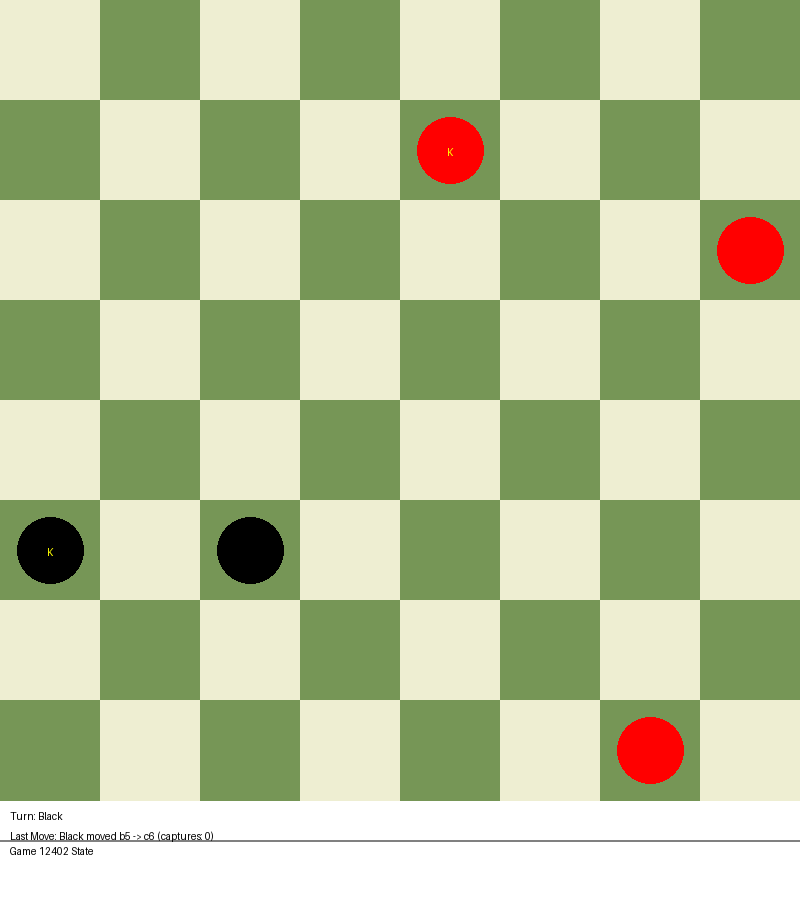 K
K
Turn: Black
Last Move: Black moved b5 -> c6 (captures: 0)
Game 12402 State